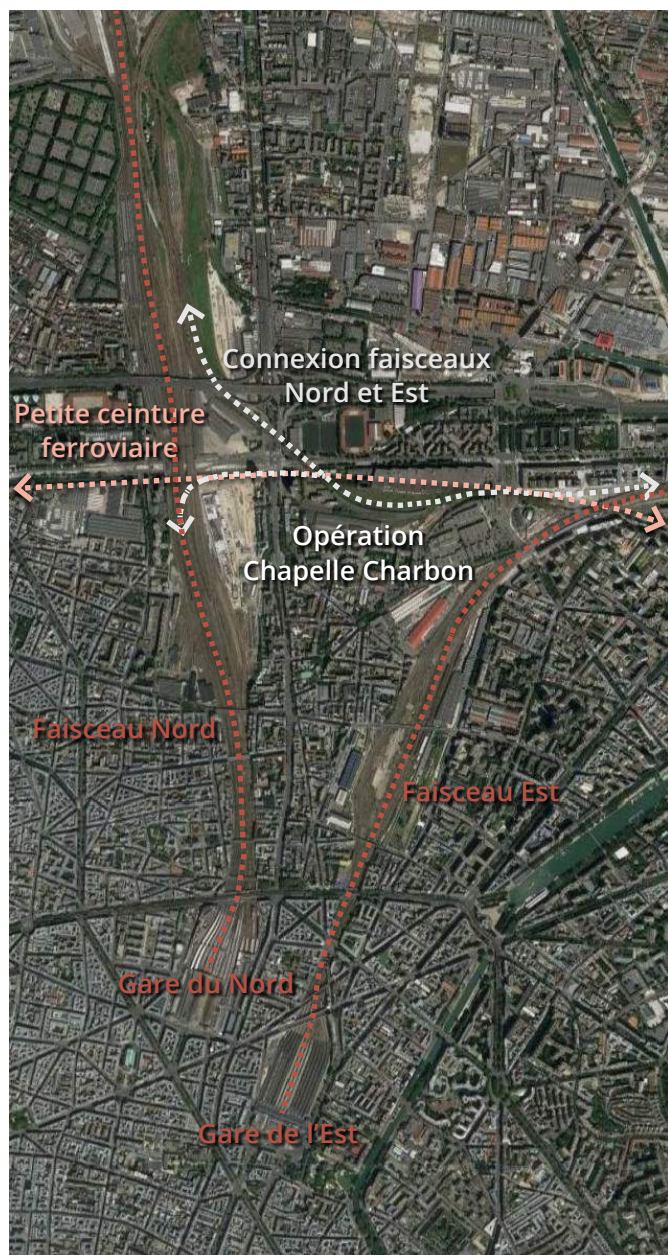 Connexion faisceaux
Nord et Est
Petite ceinture
ferroviaire
Opération
Chapelle Charbon
Faisceau Nord
Faisceau Est
Gare du Nord
Gare de l'Est